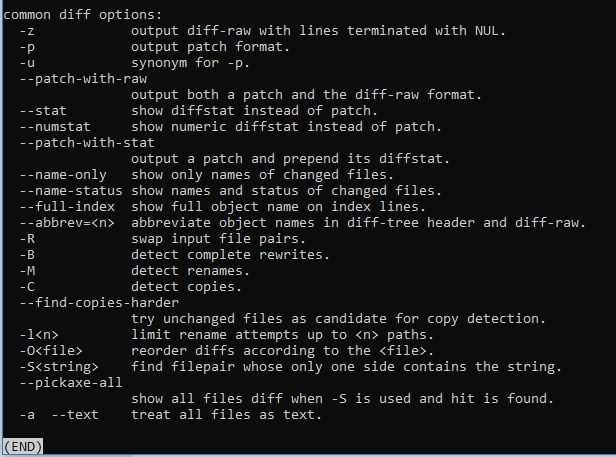 common diff options:
  -z            output diff-raw with lines terminated with NUL.
  -p            output patch format.
  -u            synonym for -p.
  --patch-with-raw
                output both a patch and the diff-raw format.
  --stat        show diffstat instead of patch.
  --numstat     show numeric diffstat instead of patch.
  --patch-with-stat
                output a patch and prepend its diffstat.
  --name-only   show only names of changed files.
  --name-status show names and status of changed files.
  --full-index  show full object name on index lines.
  --abbrev=<n>  abbreviate object names in diff-tree header and diff-raw.
  -R            swap input file pairs.
  -B            detect complete rewrites.
  -M            detect renames.
  -C            detect copies.
  --find-copies-harder
                try unchanged files as candidate for copy detection.
  -l<n>         limit rename attempts up to <n> paths.
  -O<file>      reorder diffs according to the <file>.
  -S<string>    find filepair whose only one side contains the string.
  --pickaxe-all
                show all files diff when -S is used and hit is found.
  -a  --text    treat all files as text.
(END)